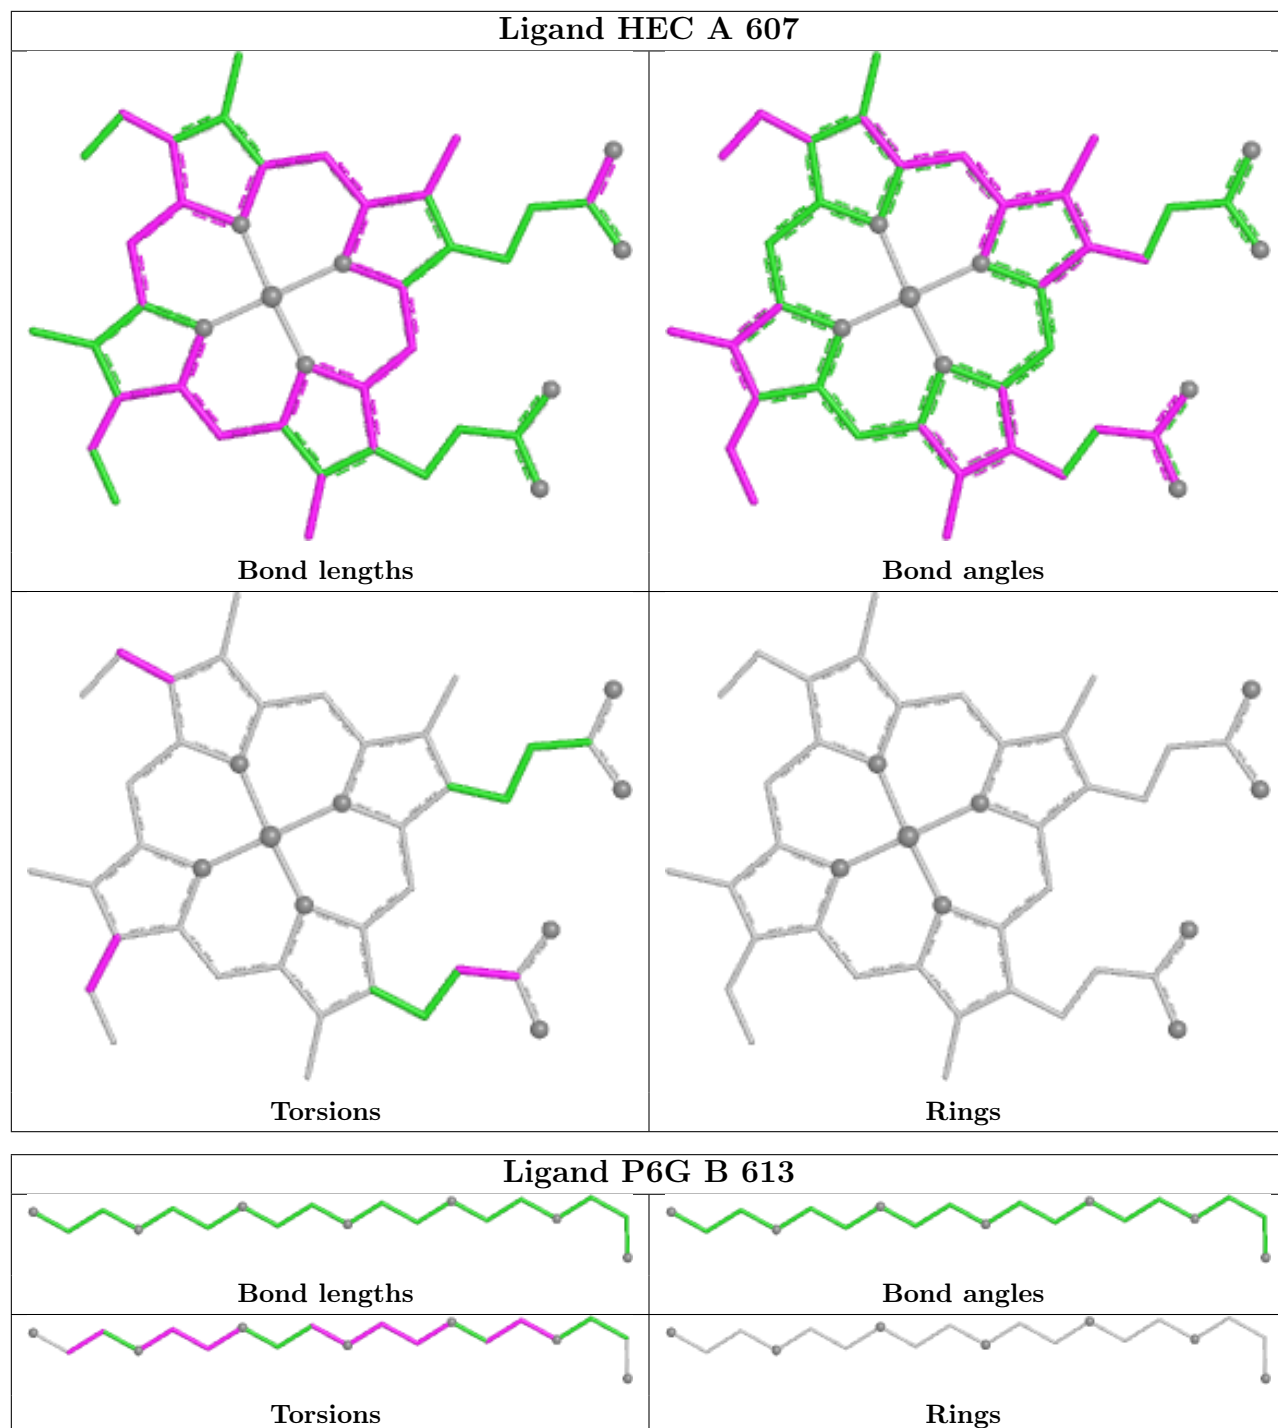 Ligand HEC A 607
Bond lengths
Bond angles
Torsions
Rings
Ligand P6G B 613
Bond lengths
Bond angles
Torsions
Rings